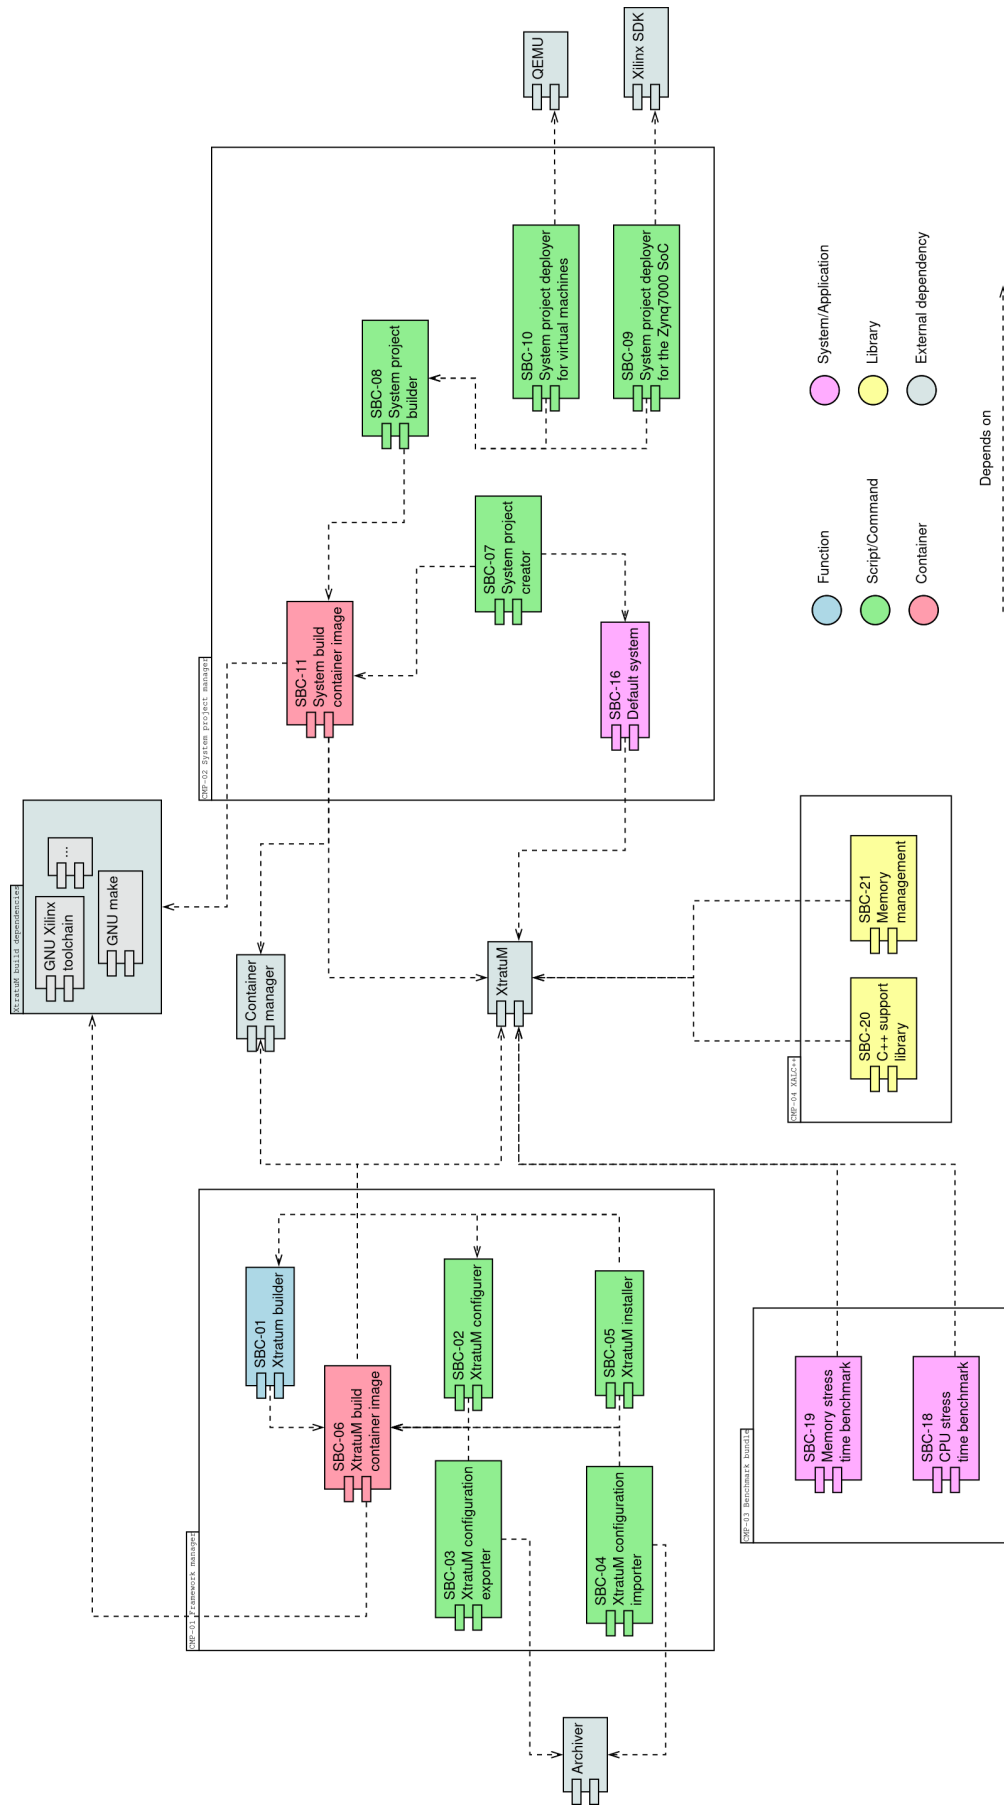 XtratuM build dependencies
GNU Xilinx
toolchain
GNU make
...
CMP-01 Framework manager
SBC-01
Xtratum builder
SBC-06
XtratuM build
container image
SBC-03
XtratuM configuration
exporter
SBC-02
XtratuM configurer
SBC-04
XtratuM configuration
importer
SBC-05
XtratuM installer
Archiver
Container
manager
XtratuM
CMP-02 System project manager
SBC-11
System build
container image
SBC-08
System project
builder
SBC-07
System project
creator
SBC-10
System project deployer
for virtual machines
SBC-16
Default system
SBC-09
System project deployer
for the Zynq7000 SoC
QEMU
Xilinx SDK
CMP-03 Benchmark bundle
SBC-19
Memory stress
time benchmark
SBC-18
CPU stress
time benchmark
CMP-04 XALC++
SBC-20
C++ support
library
SBC-21
Memory
management
Function
System/Application
Script/Command
Library
Container
External dependency
Depends on